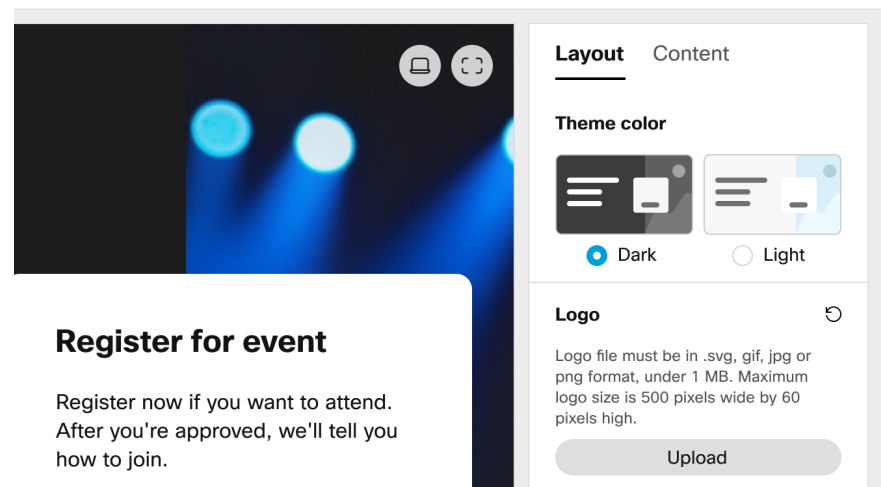 Layout
Content
Theme color
Dark
Light
Logo
Logo file must be in .svg, gif, jpg or
png format, under 1 MB. Maximum
logo size is 500 pixels wide by 60
pixels high.
Upload
Register for event
Register now if you want to attend.
After you're approved, we'll tell you
how to join.